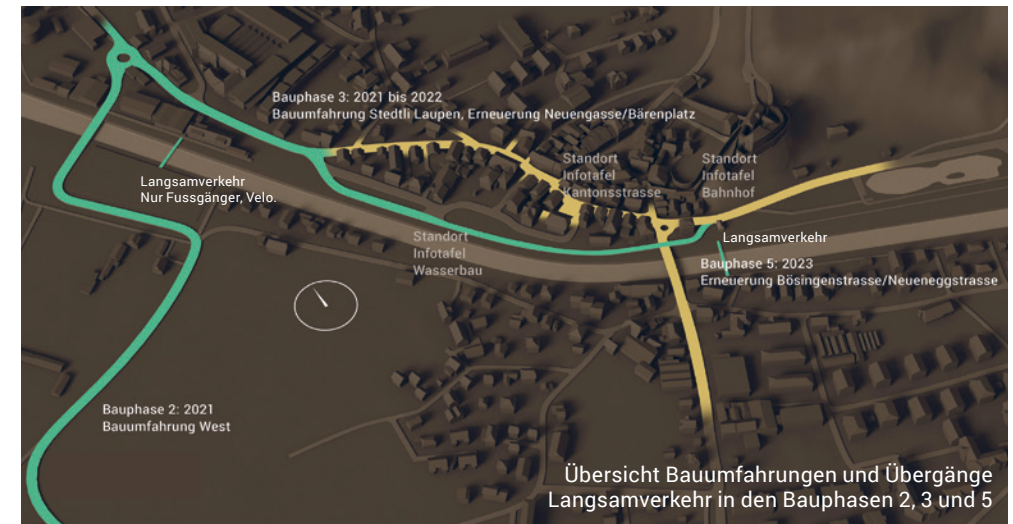 Bauphase 3: 2021 bis 2022
Bauumfahrung Stedtli Laupen, Erneuerung Neuengasse/Bärenplatz
Standort
Infotafel
Kantonsstrasse
Standort
Infotafel
Bahnhof
Langsamverkehr
Nur Fussgänger, Velo.
Standort
Infotafel
Wasserbau
Langsamverkehr
Bauphase 5: 2023
Erneuerung Bösingenstrasse/Neueneggstrasse
Bauphase 2: 2021
Bauumfahrung West
Übersicht Bauumfahrungen und Übergänge
Langsamverkehr in den Bauphasen 2, 3 und 5